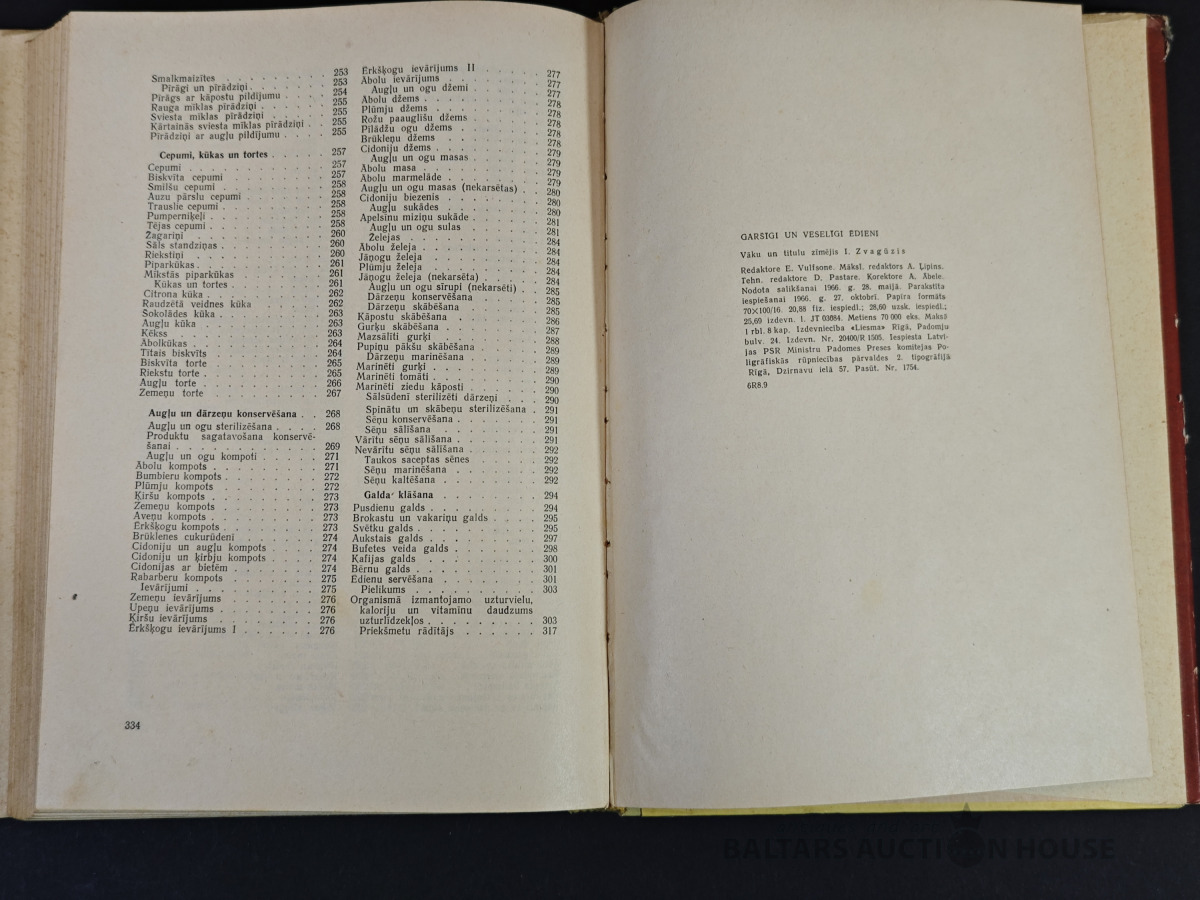 Smalkmaizītes . . . . . . . . . 253
Pīrāgi un pīrādziņi . . . . . . 253
Pīrāgs ar kāpostu pildījumu . . . . 254
Rauga mīklas pīrādziņi . . . . . . 255
Sviesta mīklas pīrādziņi . . . . . . 255
Kārtainās sviesta mīklas pīrādziņi . . 255
Pīrādziņi ar augļu pildījumu . . . . 255
Cepumi, kūkas un tortes . . . . . 257
Cepumi . . . . . . . . . . . 257
Biskvīta cepumi . . . . . . . . 257
Smilšu cepumi . . . . . . . . . 258
Auzu pārslu cepumi . . . . . . . 258
Trauslie cepumi . . . . . . . . 258
Pumperniķeļi . . . . . . . . . 258
Tējas cepumi . . . . . . . . . 258
Žagariņi . . . . . . . . . . . 260
Sāls standziņas . . . . . . . . 260
Riekstiņi . . . . . . . . . . 260
Piparkūkas . . . . . . . . . . 261
Mīkstās piparkūkas . . . . . . . 261
Kūkas un tortes . . . . . . . . 261
Citrona kūka . . . . . . . . . 262
Raudzētā veidnes kūka . . . . . . 262
Šokolādes kūka . . . . . . . . . 263
Augļu kūka . . . . . . . . . . 263
Kēkss . . . . . . . . . . . 263
Ābolkūkas . . . . . . . . . . 264
Tītais biskvīts . . . . . . . . . 264
Biskvīta torte . . . . . . . . . 265
Riekstu torte . . . . . . . . . 265
Augļu torte . . . . . . . . . . 266
Zemeņu torte . . . . . . . . . 267
Augļu un dārzeņu konservēšana . . 268
Augļu un ogu sterilizēšana . . . . 268
Produktu sagatavošana konservē-
šanai . . . . . . . . . . . 269
Augļu un ogu kompoti . . . . . 271
Ābolu kompots . . . . . . . . . 271
Bumbieru kompots . . . . . . . . 272
Plūmju kompots . . . . . . . . . 272
Ķiršu kompots . . . . . . . . . 273
Zemeņu kompots . . . . . . . . . 273
Aveņu kompots . . . . . . . . . 273
Ērkšķogu kompots . . . . . . . . 273
Brūklenes cukurūdenī . . . . . . . 274
Cidoniju un augļu kompots . . . . 274
Cidoniju un ķirbju kompots . . . . 274
Cidonijas ar bietēm . . . . . . . 274
Rabarberu kompots . . . . . . . 275
Ievārījumi . . . . . . . . . . 275
Zemeņu ievārījums . . . . . . . 276
Upeņu ievārījums . . . . . . . . 276
Ķiršu ievārījums . . . . . . . . 276
Ērkšķogu ievārījums I . . . . . . 276
334
Ērkšķogu ievārījums II . . . . . 277
Ābolu ievārījums . . . . . . . . 277
Augļu un ogu džemi . . . . . . 277
Ābolu džems . . . . . . . . . . 278
Plūmju džems . . . . . . . . . 278
Rožu paauglīšu džems . . . . . . 278
Pīlādžu ogu džems . . . . . . . 278
Brūkleņu džems . . . . . . . . 278
Cidoniju džems . . . . . . . . . 279
Augļu un ogu masas . . . . . . 279
Ābolu masa . . . . . . . . . . 279
Ābolu marmelāde . . . . . . . . 279
Augļu un ogu masas (nekarsētas) . . 280
Cidoniju biezenis . . . . . . . . 280
Augļu sukādes . . . . . . . . 280
Apelsīnu miziņu sukāde . . . . . . 281
Augļu un ogu sulas . . . . . . 281
Želejas . . . . . . . . . . . 284
Ābolu želeja . . . . . . . . . . 284
Jāņogu želeja . . . . . . . . . 284
Plūmju želeja . . . . . . . . . 284
Jāņogu želeja (nekarsēta) . . . . . 284
Augļu un ogu sīrupi (nekarsēti) . . 285
Dārzeņu konservēšana . . . . . 285
Dārzeņu skābēšana . . . . . . 285
Kāpostu skābēšana . . . . . . . 286
Gurķu skābēšana . . . . . . . . 287
Mazsālīti gurķi . . . . . . . . . 288
Pupiņu pākšu skābēšana . . . . . 289
Dārzeņu marinēšana . . . . . . 289
Marinēti gurķi . . . . . . . . . 289
Marinēti tomāti . . . . . . . . . 290
Marinēti ziedu kāposti . . . . . . 290
Sālsūdenī sterilizēti dārzeņi . . . 290
Spinātu un skābeņu sterilizēšana . 291
Sēņu konservēšana . . . . . . . 291
Sēņu sālīšana . . . . . . . . 291
Vārītu sēņu sālīšana . . . . . . . 291
Nevārītu sēņu sālīšana . . . . . . 292
Taukos saceptas sēnes . . . . . 292
Sēņu marinēšana . . . . . . . 292
Sēņu kaltēšana . . . . . . . . 292
Galda klāšana . . . . . . . . 294
Pusdienu galds . . . . . . . . . 294
Brokastu un vakariņu galds . . . . 295
Svētku galds . . . . . . . . . . 295
Aukstais galds . . . . . . . . . 297
Bufetes veida galds . . . . . . . 298
Kafijas galds . . . . . . . . . 300
Bērnu galds . . . . . . . . . . 301
Ēdienu servēšana . . . . . . . . 301
Pielikums . . . . . . . . . . 303
Organismā izmantojamo uzturvielu,
kaloriju un vitamīnu daudzums
uzturlīdzekļos . . . . . . . . . 303
Priekšmetu rādītājs . . . . . . 317
GARSĪGI UN VESELĪGI ĒDIENI
Vāku un titulu zīmējis I. Zvagūzis
Redaktore E. Vulfsone. Māksl. redaktors A. Lipins.
Tehn. redaktore D. Pastare. Korektore A. Ābele.
Nodota salikšanai 1966. g. 28. maijā. Parakstīta
iespiešanai 1966. g. 27. oktobrī. Papīra formāts
70×100/16. 20,88 fiz. iespiedl.; 28,60 uzsk. iespiedl.;
25,69 izdevn. l. JT 03084. Metiens 70 000 eks. Maksā
1 rbl. 8 kap. Izdevniecība «Liesma» Rīgā, Padomju
bulv. 24. Izdevn. Nr. 20400/R 1505. Iespiesta Latvi-
jas PSR Ministru Padomes Preses komitejas Po-
ligrāfiskās rūpniecības pārvaldes 2. tipogrāfijā
Rīgā, Dzirnavu ielā 57. Pasūt. Nr. 1754.
6R8.9
BALTARS AUCTION HOUSE